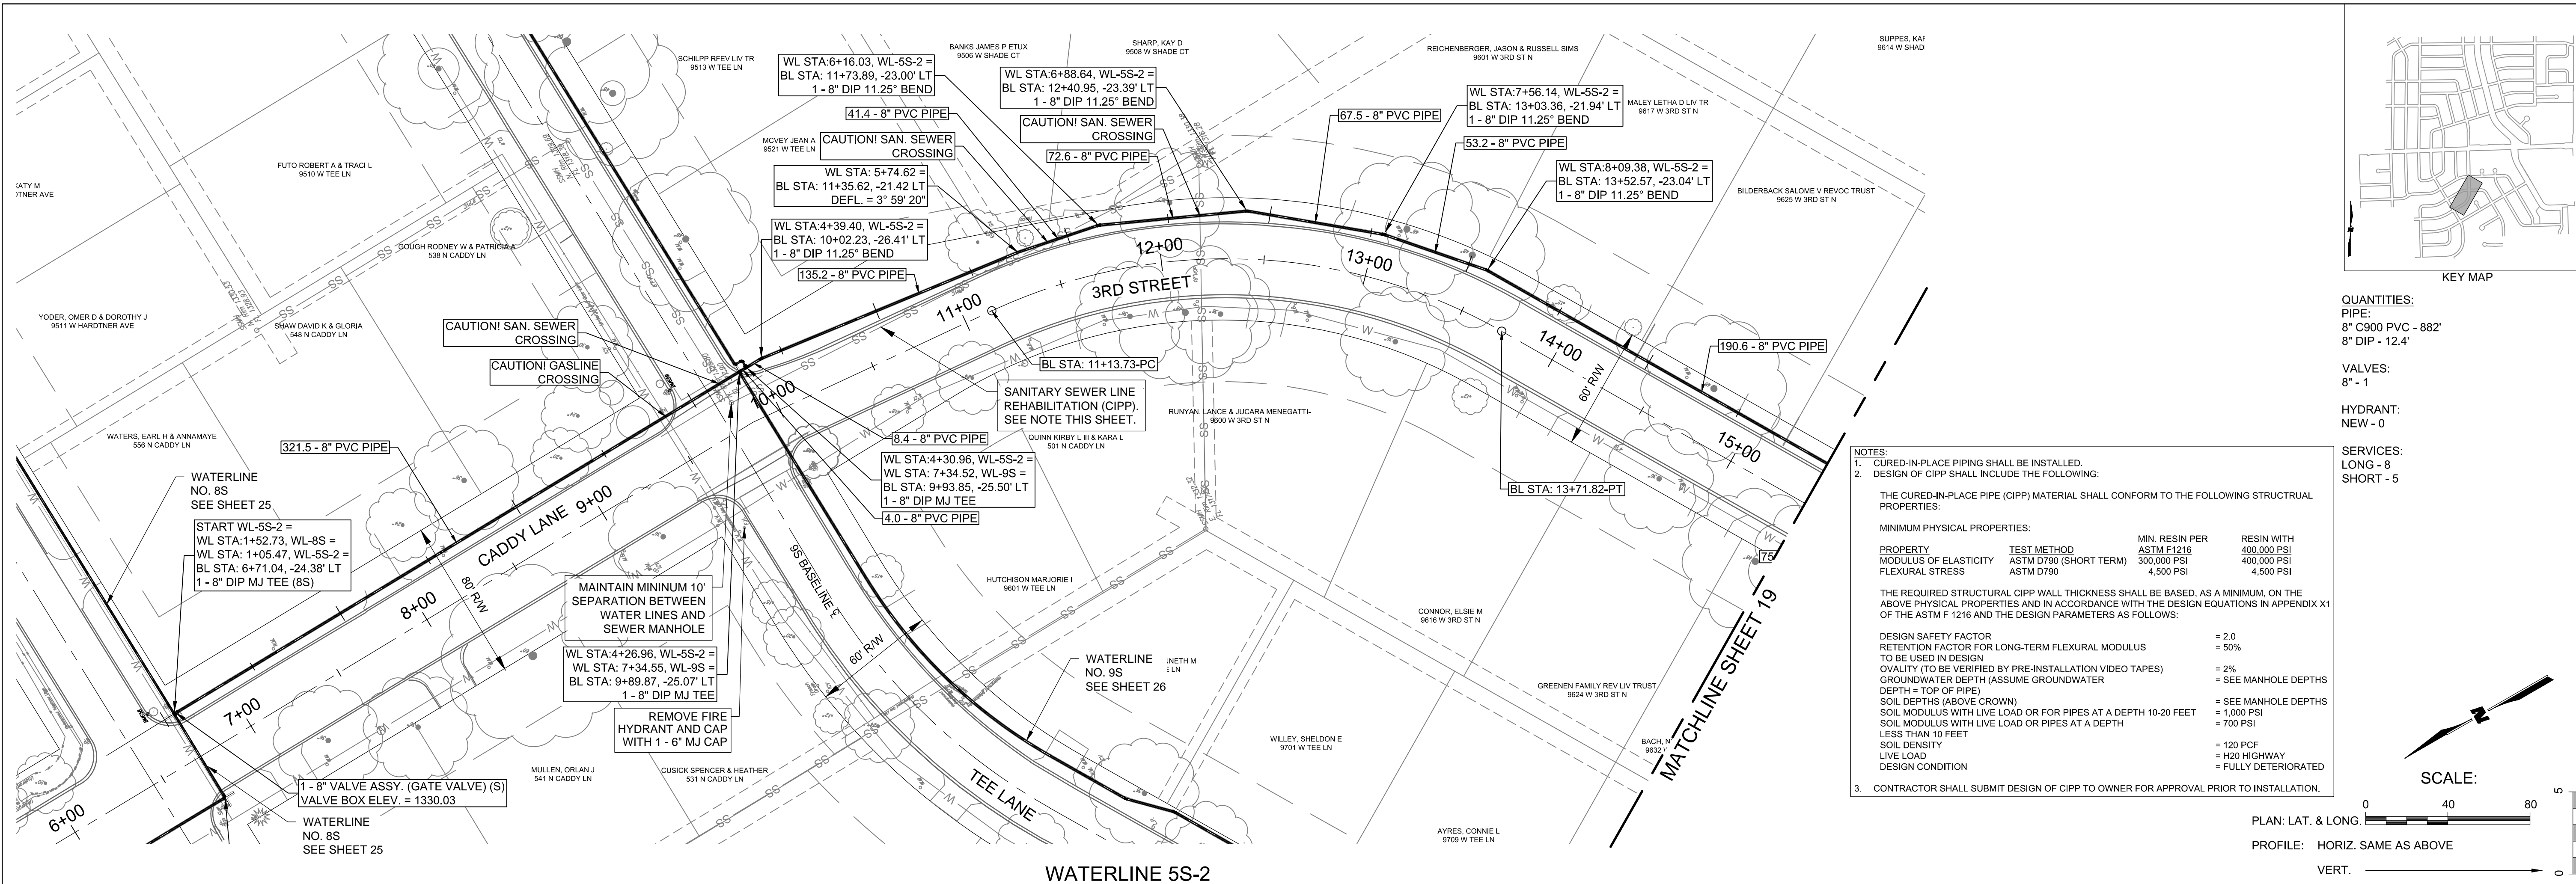 SCHILPP RFEV LIV TR
9513 W TEE LN
BANKS JAMES P ETUX
9506 W SHADE CT
SHARP, KAY D
9508 W SHADE CT
REICHENBERGER, JASON & RUSSELL SIMS
9601 W 3RD ST N
SUPPES, KAF
9614 W SHAD
WL STA:6+16.03, WL-5S-2 =
BL STA: 11+73.89, -23.00' LT
1 - 8" DIP 11.25° BEND
WL STA:6+88.64, WL-5S-2 =
BL STA: 12+40.95, -23.39' LT
1 - 8" DIP 11.25° BEND
WL STA:7+56.14, WL-5S-2 =
BL STA: 13+03.36, -21.94' LT
1 - 8" DIP 11.25° BEND
MALEY LETHA D LIV TR
9617 W 3RD ST N
41.4 - 8" PVC PIPE
67.5 - 8" PVC PIPE
CAUTION! SAN. SEWER
CROSSING
MCVEY JEAN A
9521 W TEE LN
CAUTION! SAN. SEWER
CROSSING
72.6 - 8" PVC PIPE
53.2 - 8" PVC PIPE
FUTO ROBERT A & TRACI L
9510 W TEE LN
WL STA: 5+74.62 =
BL STA: 11+35.62, -21.42 LT
DEFL. = 3° 59' 20"
WL STA:8+09.38, WL-5S-2 =
BL STA: 13+52.57, -23.04' LT
1 - 8" DIP 11.25° BEND
BILDERBACK SALOME V REVOC TRUST
9625 W 3RD ST N
CATY M
OTNER AVE
GOUGH RODNEY W & PATRICIA A
538 N CADDY LN
WL STA:4+39.40, WL-5S-2 =
BL STA: 10+02.23, -26.41' LT
1 - 8" DIP 11.25° BEND
135.2 - 8" PVC PIPE
12+00
13+00
3RD STREET
11+00
YODER, OMER D & DOROTHY J
9511 W HARDTNER AVE
SHAW DAVID K & GLORIA
548 N CADDY LN
CAUTION! SAN. SEWER
CROSSING
CAUTION! GASLINE
CROSSING
BL STA: 11+13.73-PC
14+00
190.6 - 8" PVC PIPE
10+00
SANITARY SEWER LINE
REHABILITATION (CIPP).
SEE NOTE THIS SHEET.
60' R/W
RUNYAN, LANCE & JUCARA MENEGATTI-
9600 W 3RD ST N
QUINN KIRBY L III & KARA L
501 N CADDY LN
15+00
WATERS, EARL H & ANNAMAYE
556 N CADDY LN
321.5 - 8" PVC PIPE
8.4 - 8" PVC PIPE
WL STA:4+30.96, WL-5S-2 =
WL STA: 7+34.52, WL-9S =
BL STA: 9+93.85, -25.50' LT
1 - 8" DIP MJ TEE
4.0 - 8" PVC PIPE
BL STA: 13+71.82-PT
WATERLINE
NO. 8S
SEE SHEET 25
START WL-5S-2 =
WL STA:1+52.73, WL-8S =
WL STA: 1+05.47, WL-5S-2 =
BL STA: 6+71.04, -24.38' LT
1 - 8" DIP MJ TEE (8S)
CADDY LANE
9+00
8+00
80' R/W
7+00
6+00
9S BASELINE ℄
75
MAINTAIN MINIMUM 10'
SEPARATION BETWEEN
WATER LINES AND
SEWER MANHOLE
HUTCHISON MARJORIE I
9601 W TEE LN
CONNOR, ELSIE M
9616 W 3RD ST N
WL STA:4+26.96, WL-5S-2 =
WL STA: 7+34.55, WL-9S =
BL STA: 9+89.87, -25.07' LT
1 - 8" DIP MJ TEE
60' R/W
WATERLINE
NO. 9S
SEE SHEET 26
NETH M
E LN
GREENEN FAMILY REV LIV TRUST
9624 W 3RD ST N
MATCHLINE SHEET 19
REMOVE FIRE
HYDRANT AND CAP
WITH 1 - 6" MJ CAP
WILLEY, SHELDON E
9701 W TEE LN
BACH, N
9632 W
MULLEN, ORLAN J
541 N CADDY LN
CUSICK SPENCER & HEATHER
531 N CADDY LN
TEE LANE
1 - 8" VALVE ASSY. (GATE VALVE) (S)
VALVE BOX ELEV. = 1330.03
WATERLINE
NO. 8S
SEE SHEET 25
AYRES, CONNIE L
9709 W TEE LN
WATERLINE 5S-2
KEY MAP
QUANTITIES:
PIPE:
8" C900 PVC - 882'
8" DIP - 12.4'
VALVES:
8" - 1
HYDRANT:
NEW - 0
SERVICES:
LONG - 8
SHORT - 5
NOTES:
1. CURED-IN-PLACE PIPING SHALL BE INSTALLED.
2. DESIGN OF CIPP SHALL INCLUDE THE FOLLOWING:
THE CURED-IN-PLACE PIPE (CIPP) MATERIAL SHALL CONFORM TO THE FOLLOWING STRUCTRUAL
PROPERTIES:
MINIMUM PHYSICAL PROPERTIES:
MIN. RESIN PER RESIN WITH
PROPERTY TEST METHOD ASTM F1216 400,000 PSI
MODULUS OF ELASTICITY ASTM D790 (SHORT TERM) 300,000 PSI 400,000 PSI
FLEXURAL STRESS ASTM D790 4,500 PSI 4,500 PSI
THE REQUIRED STRUCTURAL CIPP WALL THICKNESS SHALL BE BASED, AS A MINIMUM, ON THE
ABOVE PHYSICAL PROPERTIES AND IN ACCORDANCE WITH THE DESIGN EQUATIONS IN APPENDIX X1
OF THE ASTM F 1216 AND THE DESIGN PARAMETERS AS FOLLOWS:
DESIGN SAFETY FACTOR = 2.0
RETENTION FACTOR FOR LONG-TERM FLEXURAL MODULUS = 50%
TO BE USED IN DESIGN
OVALITY (TO BE VERIFIED BY PRE-INSTALLATION VIDEO TAPES) = 2%
GROUNDWATER DEPTH (ASSUME GROUNDWATER = SEE MANHOLE DEPTHS
DEPTH = TOP OF PIPE)
SOIL DEPTHS (ABOVE CROWN) = SEE MANHOLE DEPTHS
SOIL MODULUS WITH LIVE LOAD OR FOR PIPES AT A DEPTH 10-20 FEET = 1,000 PSI
SOIL MODULUS WITH LIVE LOAD OR PIPES AT A DEPTH = 700 PSI
LESS THAN 10 FEET
SOIL DENSITY = 120 PCF
LIVE LOAD = H20 HIGHWAY
DESIGN CONDITION = FULLY DETERIORATED
3. CONTRACTOR SHALL SUBMIT DESIGN OF CIPP TO OWNER FOR APPROVAL PRIOR TO INSTALLATION.
N
SCALE:
0 40 80
PLAN: LAT. & LONG.
PROFILE: HORIZ. SAME AS ABOVE
VERT.
5
0